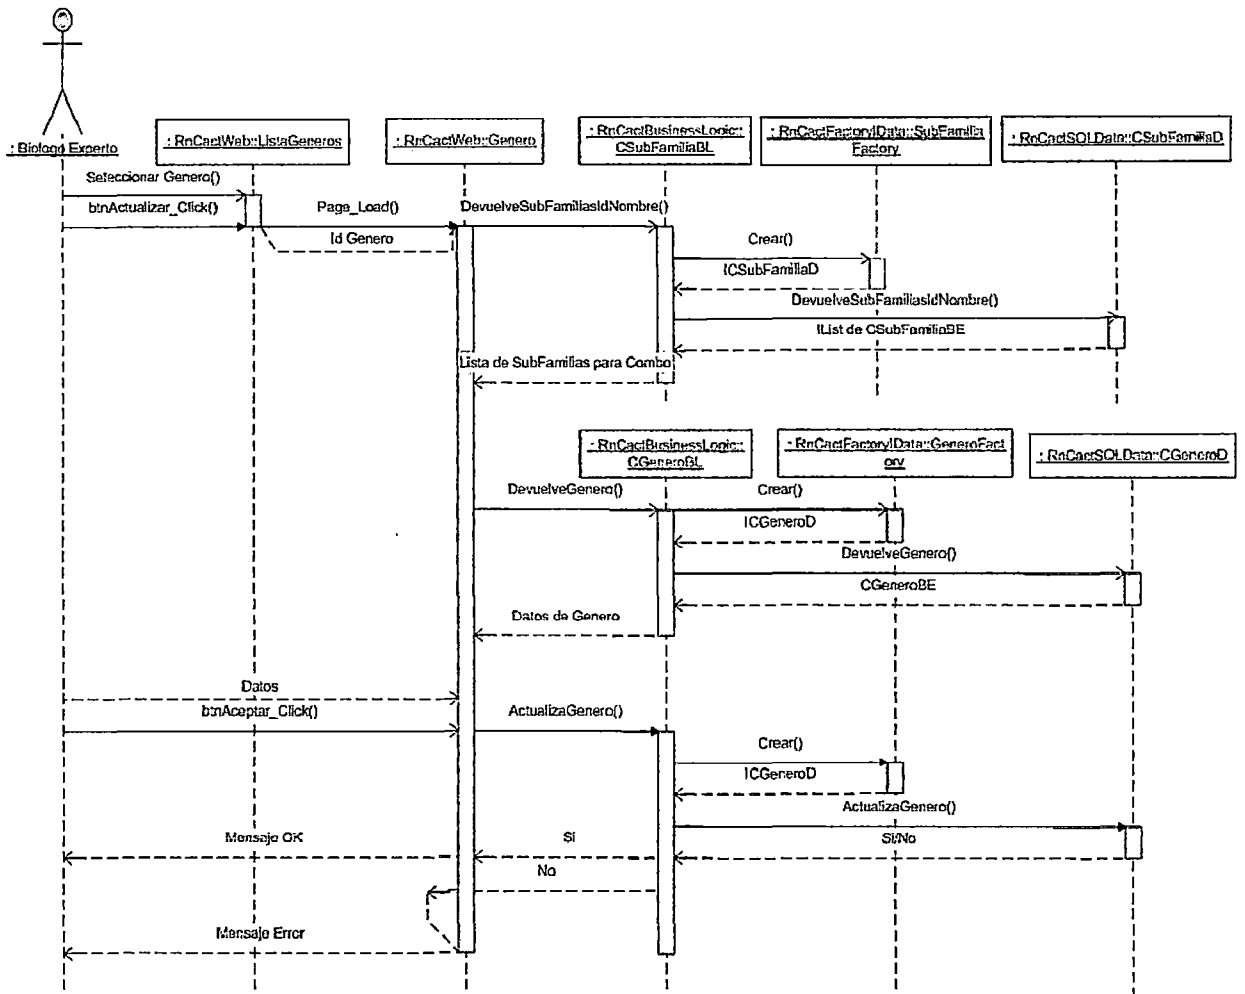 : Biologo Experto
: RnCactWeb::ListaGeneros
: RnCactWeb::Genero
: RnCactBusinessLogic::
CSubFamiliaBL
: RnCactFactoryIData::SubFamilia
Factory
: RnCactSQLData::CSubFamiliaD
Seleccionar Genero()
btnActualizar_Click()
Page_Load()
DevuelveSubFamiliasIdNombre()
Id Genero
Crear()
ICSubFamiliaD
DevuelveSubFamiliasIdNombre()
IList de CSubFamiliaBE
Lista de SubFamilias para Combo
: RnCactBusinessLogic::
CGeneroBL
: RnCactFactoryIData::GeneroFact
ory
: RnCactSQLData::CGeneroD
DevuelveGenero()
Crear()
ICGeneroD
DevuelveGenero()
CGeneroBE
Datos de Genero
Datos
btnAceptar_Click()
ActualizaGenero()
Crear()
ICGeneroD
ActualizaGenero()
Mensaje OK
Si
Si/No
No
Mensaje Error